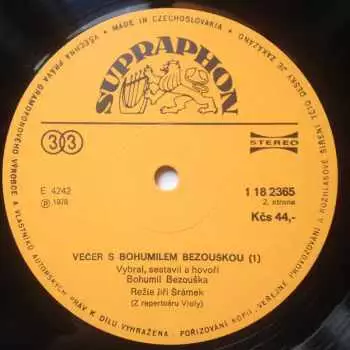 VŠECHNA PRÁVA GRAMOFONOVÉHO VÝROBCE A VLASTNÍKŮ AUTORSKÝCH PRÁV K DÍLU VYHRAŽENA • POŘIZOVÁNÍ KOPIÍ, VEŘEJNÉ PROVOZOVÁNÍ A ROZHLASOVÉ ŠÍŘENÍ TÉTO DESKY JE ZAKÁZÁNO
• MADE IN CZECHOSLOVAKIA •
SUPRAPHON
33
STEREO
E 4242
Ⓟ 1978
1 18 2365
2. strana
Kčs 44,-
VEČER S BOHUMILEM BEZOUŠKOU (1)
Vybral, sestavil a hovoří
Bohumil Bezouška
Režie Jiří Šrámek
(Z repertoáru Violy)